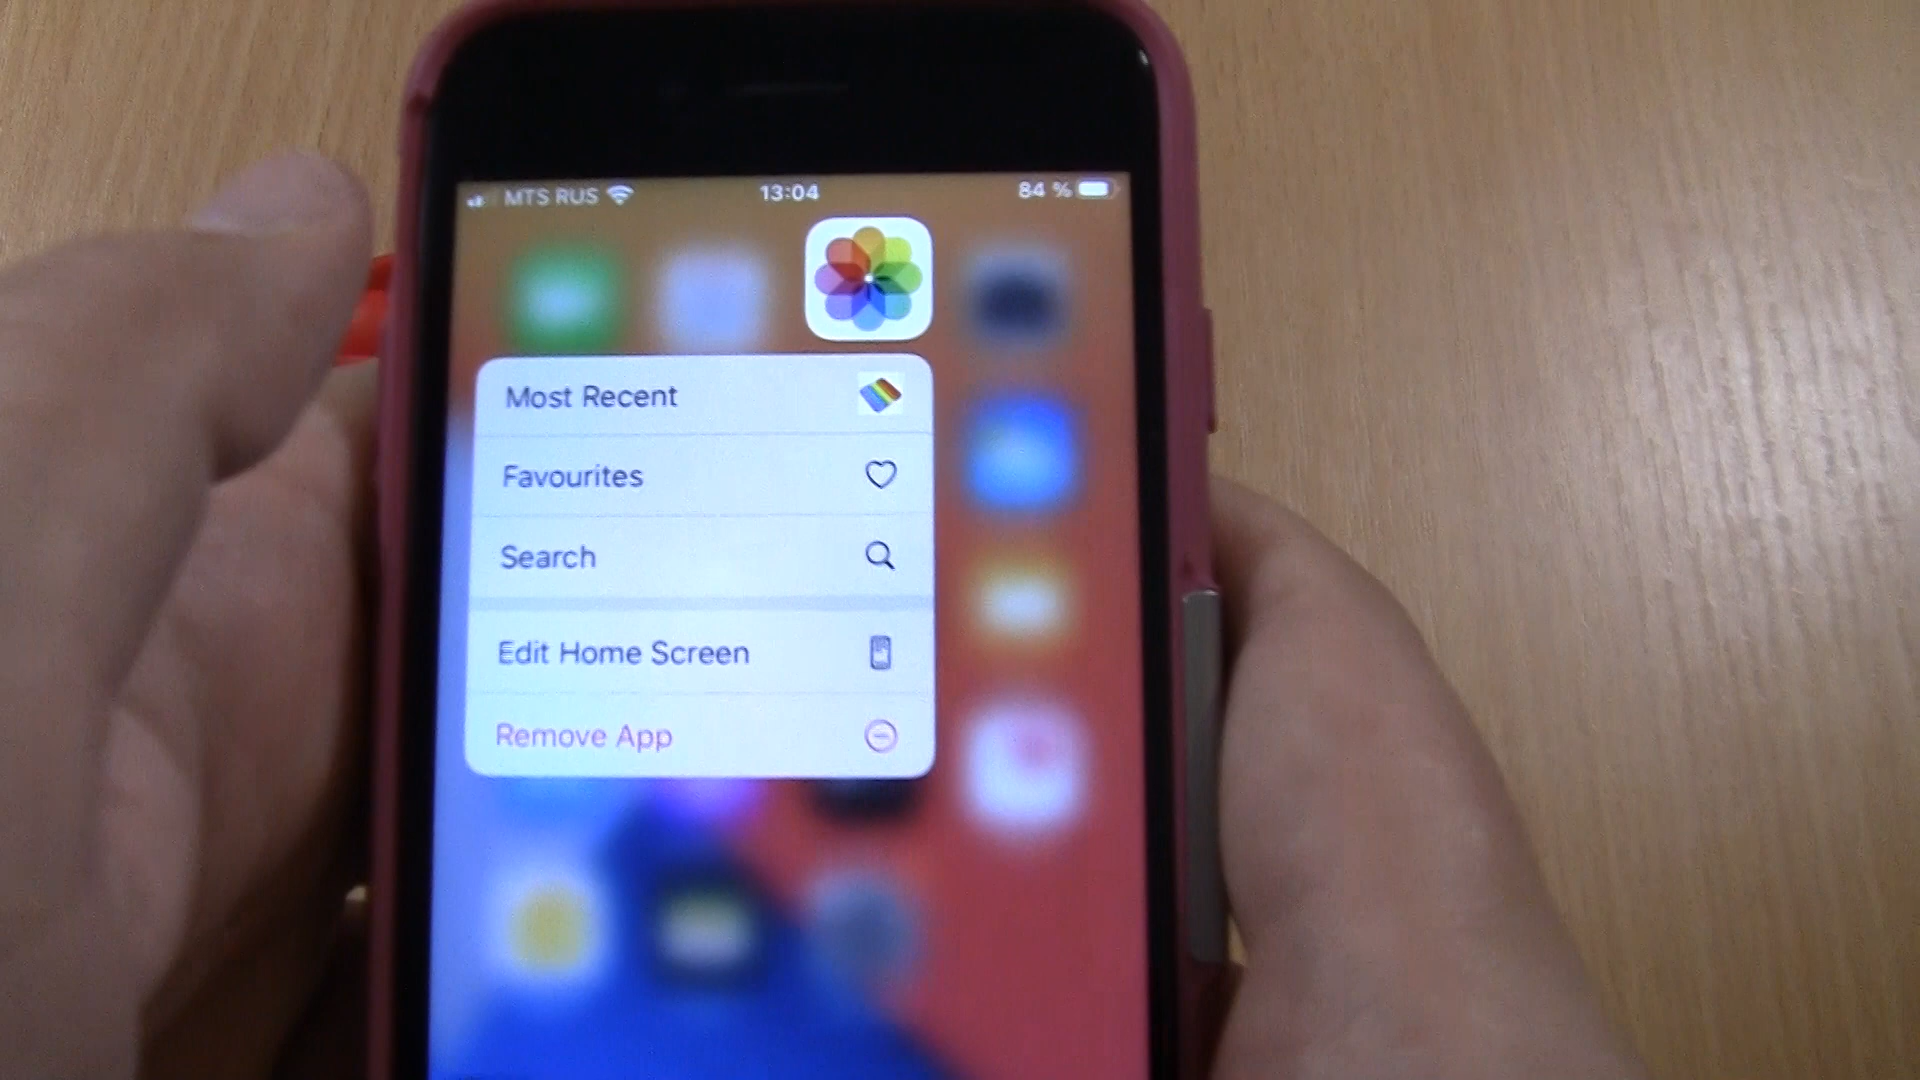 MTS RUS 13:04 84 %
Most Recent
Favourites
Search
Edit Home Screen
Remove App